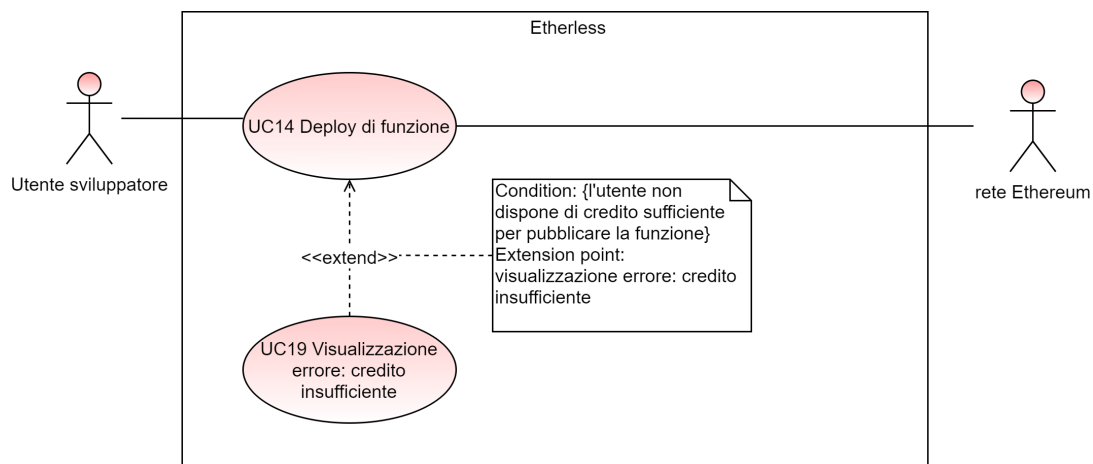 Etherless
UC14 Deploy di funzione
Utente sviluppatore
rete Ethereum
Condition: {l'utente non
dispone di credito sufficiente
per pubblicare la funzione}
Extension point:
visualizzazione errore: credito
insufficiente
<<extend>>
UC19 Visualizzazione
errore: credito
insufficiente